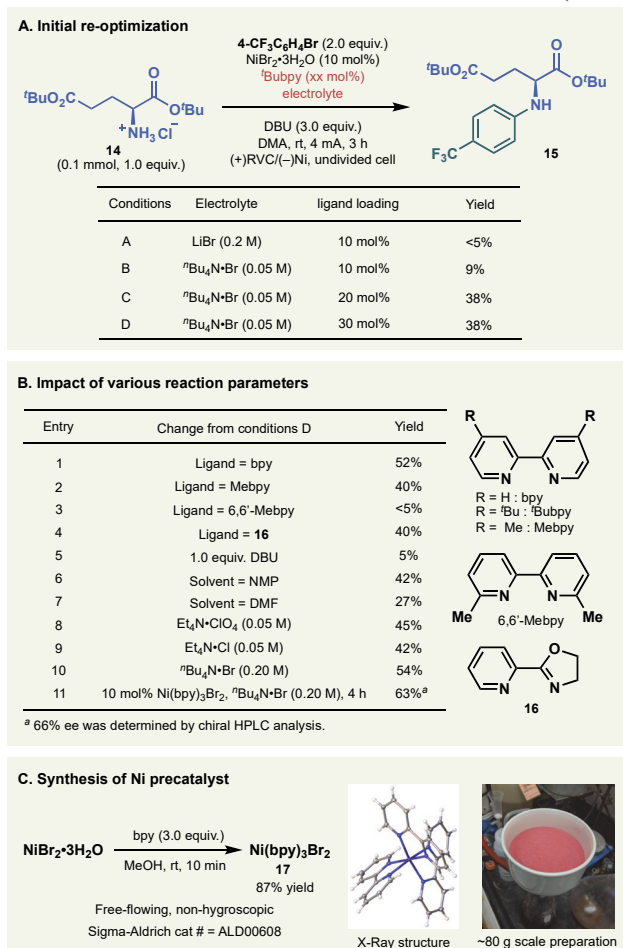 A. Initial re-optimization
ᵗBuO₂C
O
OᵗBu
⁺NH₃Cl⁻
14
(0.1 mmol, 1.0 equiv.)
4-CF₃C₆H₄Br (2.0 equiv.)
NiBr₂•3H₂O (10 mol%)
ᵗBubpy (xx mol%)
electrolyte
DBU (3.0 equiv.)
DMA, rt, 4 mA, 3 h
(+)RVC/(–)Ni, undivided cell
ᵗBuO₂C
O
OᵗBu
NH
F₃C
15
Conditions Electrolyte ligand loading Yield
A LiBr (0.2 M) 10 mol% <5%
B ⁿBu₄N•Br (0.05 M) 10 mol% 9%
C ⁿBu₄N•Br (0.05 M) 20 mol% 38%
D ⁿBu₄N•Br (0.05 M) 30 mol% 38%
B. Impact of various reaction parameters
Entry Change from conditions D Yield
1 Ligand = bpy 52%
2 Ligand = Mebpy 40%
3 Ligand = 6,6'-Mebpy <5%
4 Ligand = 16 40%
5 1.0 equiv. DBU 5%
6 Solvent = NMP 42%
7 Solvent = DMF 27%
8 Et₄N•ClO₄ (0.05 M) 45%
9 Et₄N•Cl (0.05 M) 42%
10 ⁿBu₄N•Br (0.20 M) 54%
11 10 mol% Ni(bpy)₃Br₂, ⁿBu₄N•Br (0.20 M), 4 h 63%ᵃ
ᵃ 66% ee was determined by chiral HPLC analysis.
R R
N N
R = H : bpy
R = ᵗBu : ᵗBubpy
R = Me : Mebpy
N N
Me 6,6'-Mebpy Me
O
N N
16
C. Synthesis of Ni precatalyst
NiBr₂•3H₂O
bpy (3.0 equiv.)
MeOH, rt, 10 min
Ni(bpy)₃Br₂
17
87% yield
Free-flowing, non-hygroscopic
Sigma-Aldrich cat # = ALD00608
X-Ray structure
~80 g scale preparation